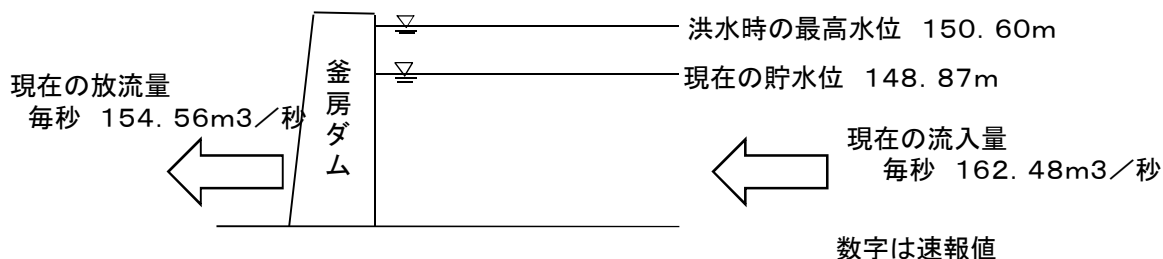 洪水時の最高水位 150.60m
現在の貯水位 148.87m
現在の放流量
毎秒 154.56m3/秒
釜房ダム
現在の流入量
毎秒 162.48m3/秒
数字は速報値